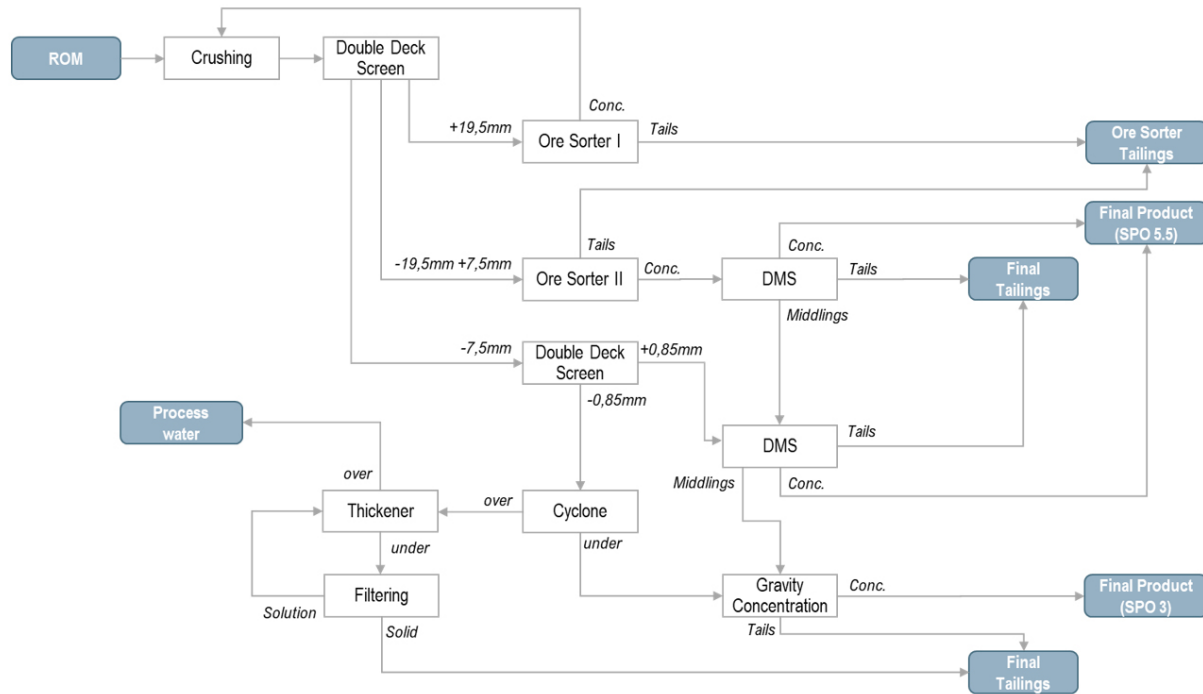 ROM
Crushing
Double Deck
Screen
Conc.
+19,5mm
Ore Sorter I
Tails
Ore Sorter
Tailings
Final Product
(SPO 5.5)
Tails
Conc.
-19,5mm +7,5mm
Ore Sorter II
Conc.
DMS
Tails
Final
Tailings
Middlings
-7,5mm
Double Deck
Screen
+0,85mm
-0,85mm
Process
water
DMS
Tails
Middlings
Conc.
over
Thickener
over
Cyclone
under
under
Filtering
Solution
Solid
Gravity
Concentration
Conc.
Final Product
(SPO 3)
Tails
Final
Tailings